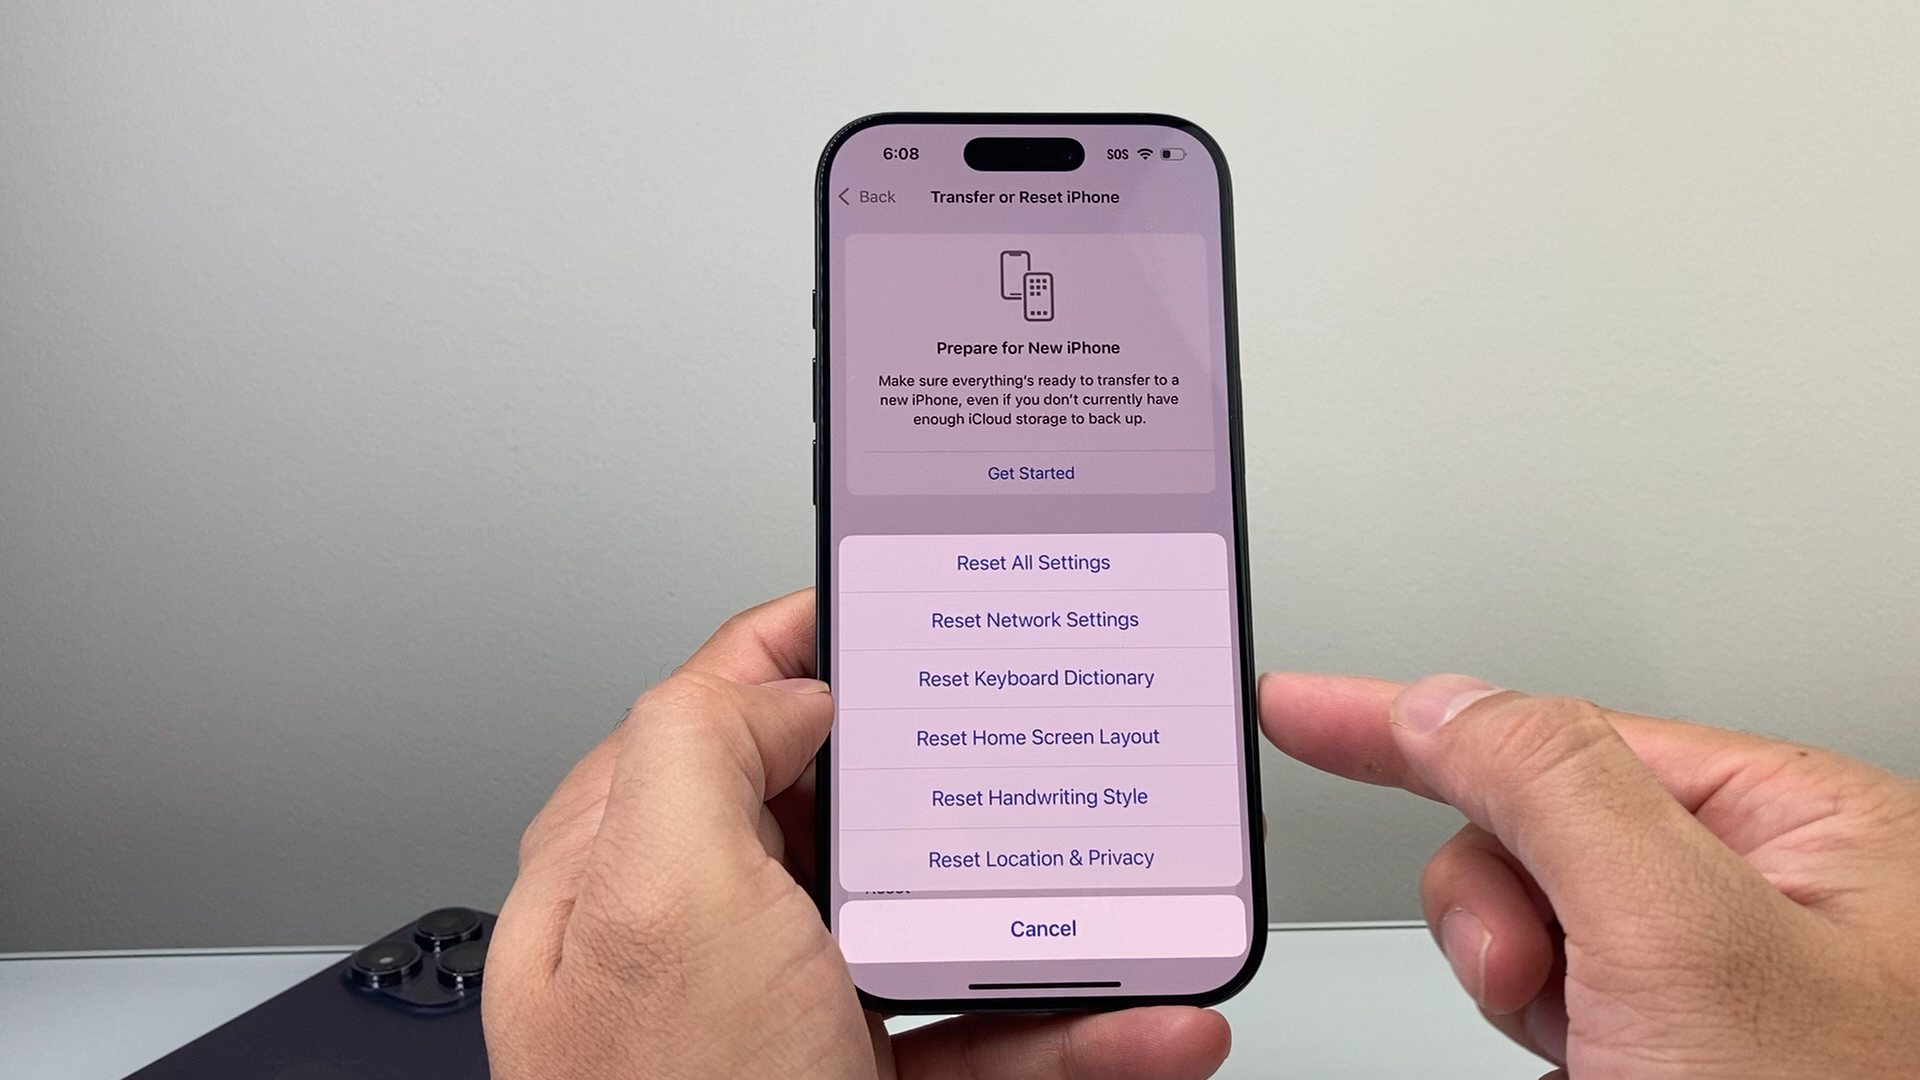 6:08
SOS
Back
Transfer or Reset iPhone
Prepare for New iPhone
Make sure everything's ready to transfer to a
new iPhone, even if you don't currently have
enough iCloud storage to back up.
Get Started
Reset All Settings
Reset Network Settings
Reset Keyboard Dictionary
Reset Home Screen Layout
Reset Handwriting Style
Reset Location & Privacy
Reset
Cancel